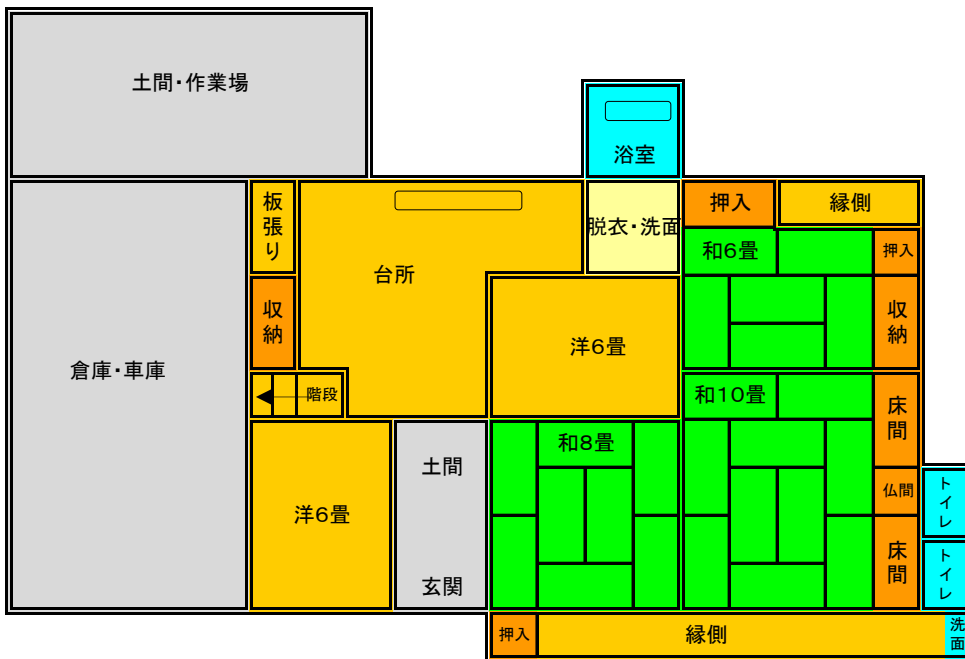 土間・作業場
浴室
板張り
台所
脱衣・洗面
押入
縁側
和6畳
押入
収納
洋6畳
収納
倉庫・車庫
階段
和10畳
床間
土間
和8畳
仏間
トイレ
洋6畳
玄関
床間
トイレ
押入
縁側
洗面